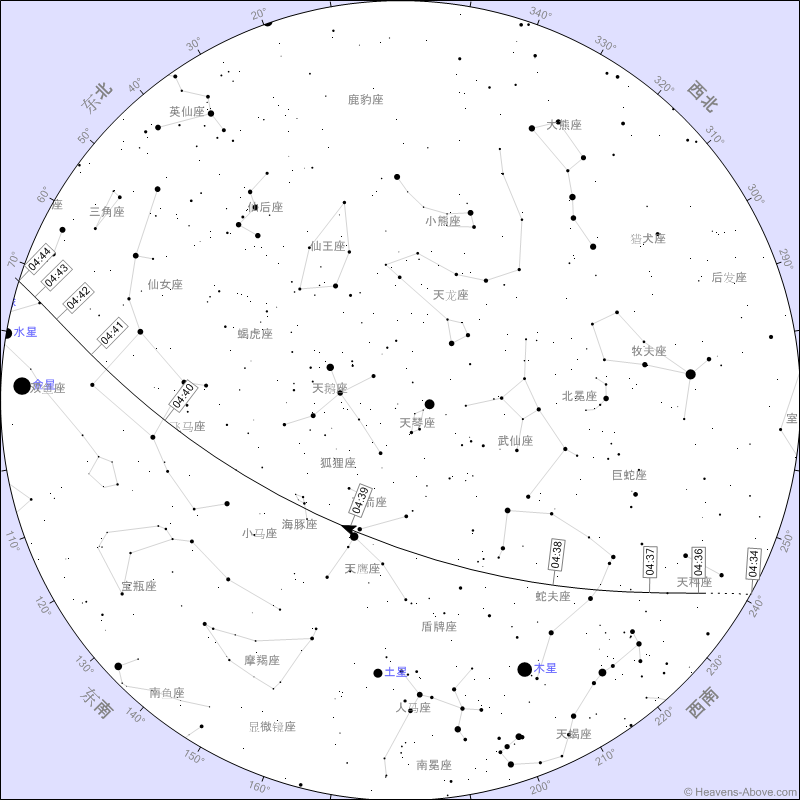 20°
340°
30°
330°
东北
40°
鹿豹座
320°
西北
英仙座
大熊座
50°
310°
60°
座
三角座
仙后座
小熊座
300°
仙王座
猎犬座
70°
04:44
04:43
仙女座
后发座
290°
04:42
天龙座
水星
04:41
蝎虎座
牧夫座
金星
双鱼座
04:40
天鹅座
北冕座
飞马座
天琴座
武仙座
室
狐狸座
巨蛇座
04:39
天箭座
海豚座
小马座
110°
250°
04:38
04:37
04:36
04:34
天鹰座
天秤座
宝瓶座
蛇夫座
120°
240°
盾牌座
130°
摩羯座
土星
木星
230°
东南
南鱼座
人马座
西南
140°
220°
显微镜座
天蝎座
150°
210°
南冕座
160°
200°
© Heavens-Above.com